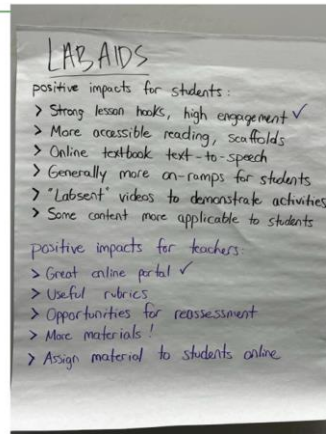 LAB AIDS
positive impacts for students:
> Strong lesson hooks, high engagement ✓
> More accessible reading, scaffolds
> Online textbook text-to-speech
> Generally more on-ramps for students
> "Labsent" videos to demonstrate activities
> Some content more applicable to students
positive impacts for teachers:
> Great online portal ✓
> Useful rubrics
> Opportunities for reassessment
> More materials!
> Assign material to students online